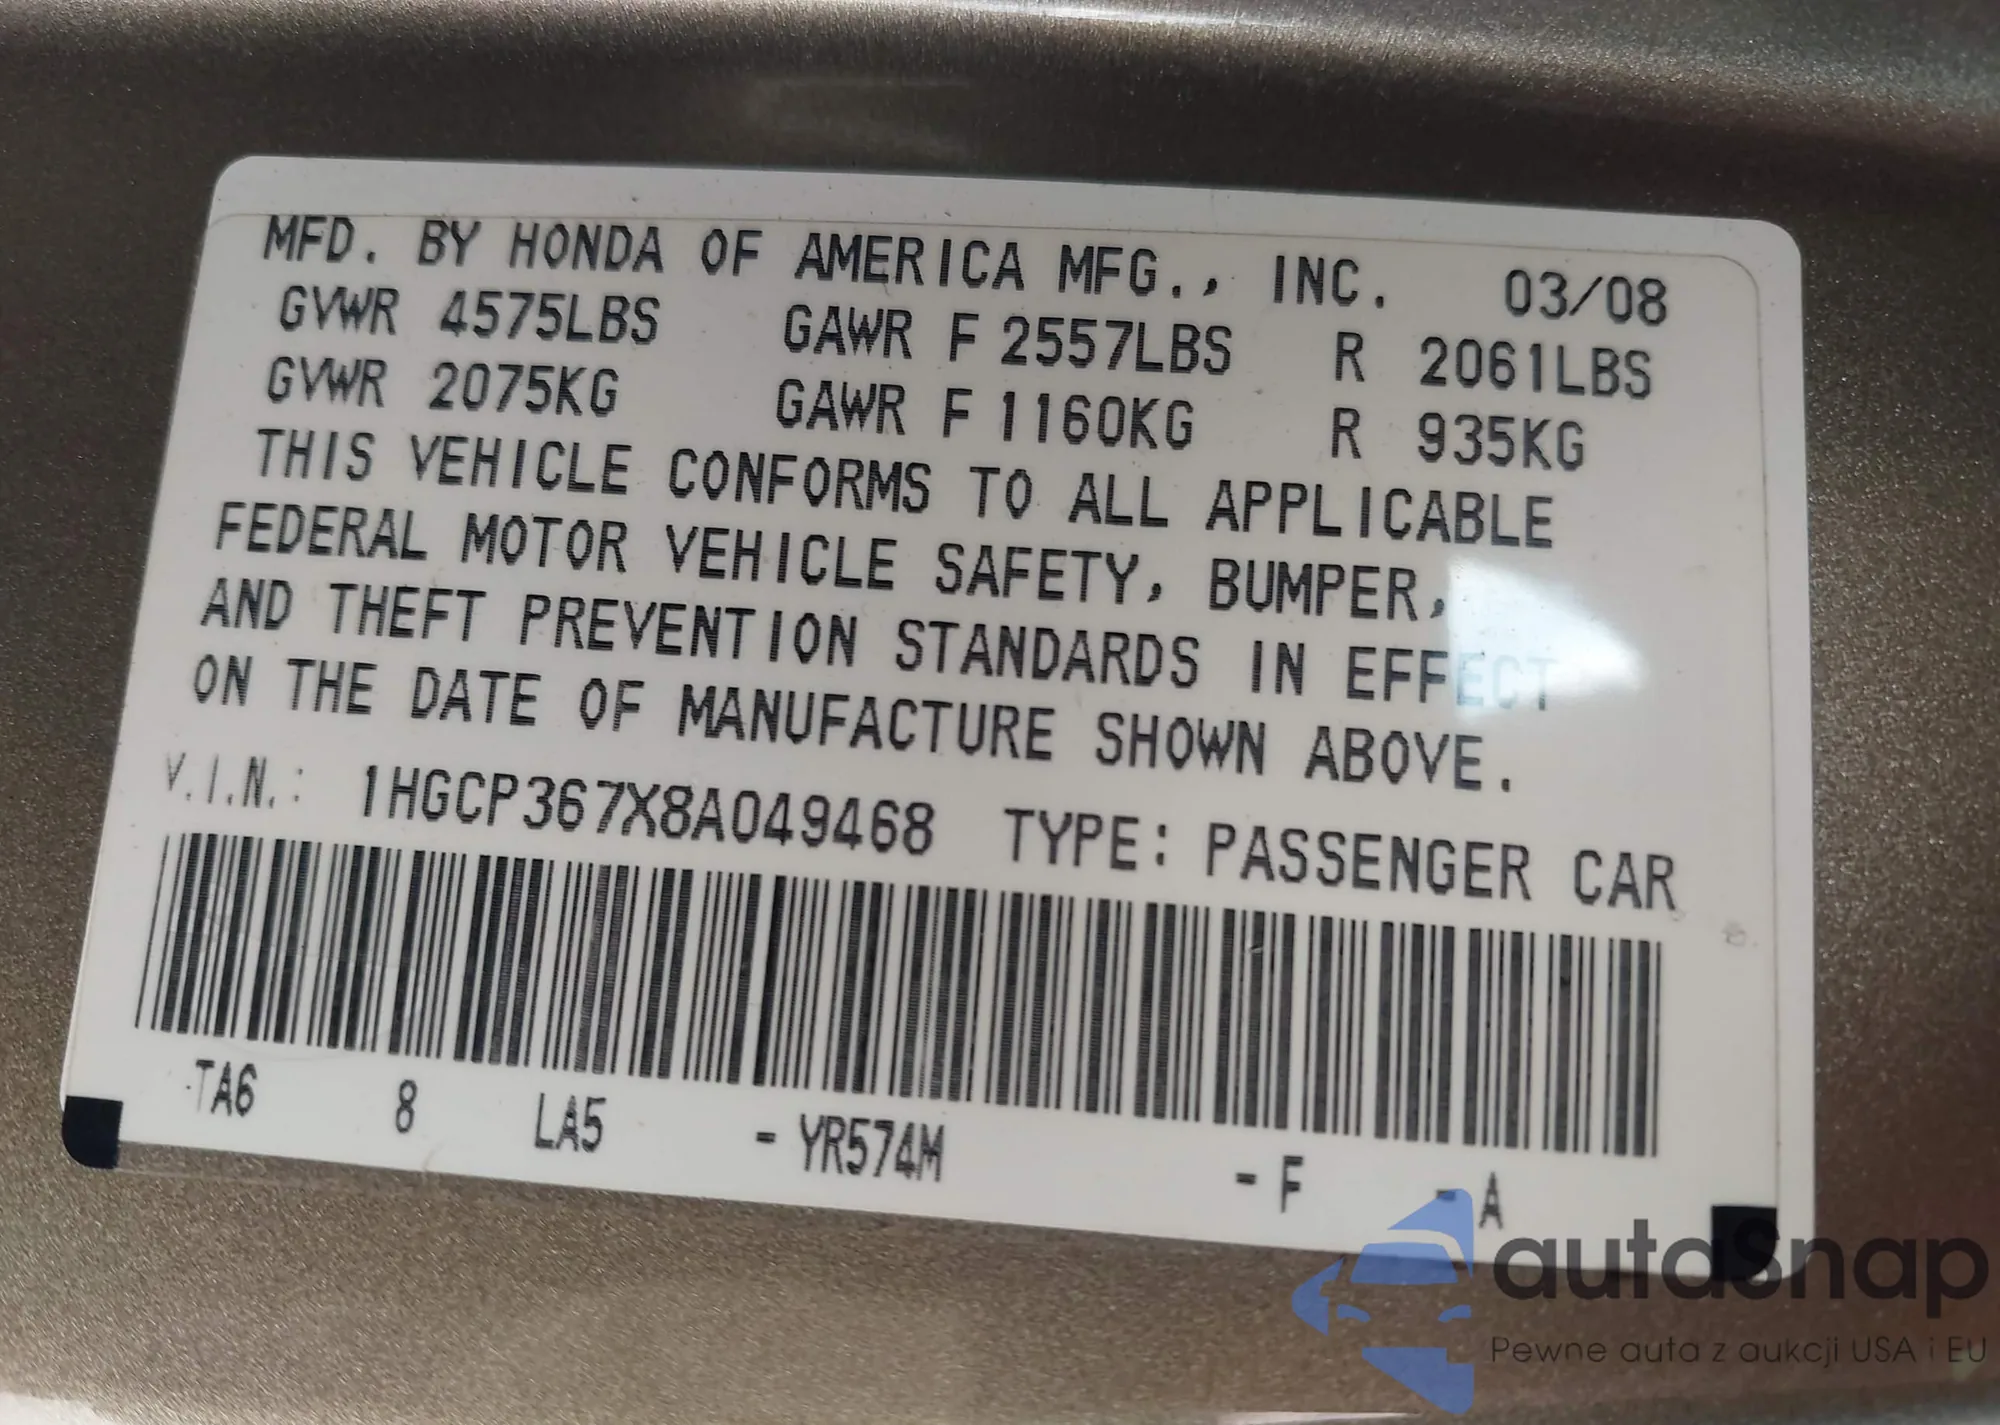 MFD. BY HONDA OF AMERICA MFG., INC. 03/08
GVWR 4575LBS GAWR F 2557LBS R 2061LBS
GVWR 2075KG GAWR F 1160KG R 935KG
THIS VEHICLE CONFORMS TO ALL APPLICABLE
FEDERAL MOTOR VEHICLE SAFETY, BUMPER,
AND THEFT PREVENTION STANDARDS IN EFFECT
ON THE DATE OF MANUFACTURE SHOWN ABOVE.
V.I.N.: 1HGCP367X8A049468 TYPE: PASSENGER CAR
TA6 8 LA5 - YR574M - F - A
autaSnap
Pewne auta z aukcji USA i EU